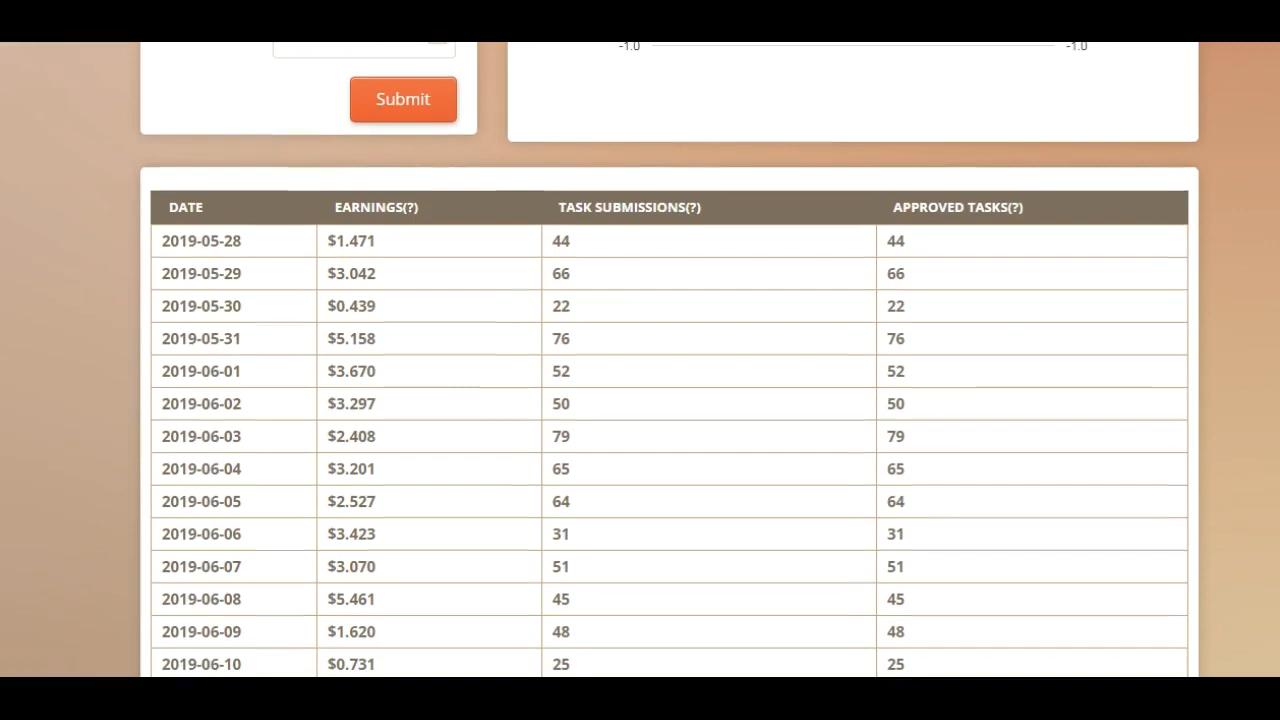 -1.0 -1.0
Submit
DATE EARNINGS(?) TASK SUBMISSIONS(?) APPROVED TASKS(?)
2019-05-28 $1.471 44 44
2019-05-29 $3.042 66 66
2019-05-30 $0.439 22 22
2019-05-31 $5.158 76 76
2019-06-01 $3.670 52 52
2019-06-02 $3.297 50 50
2019-06-03 $2.408 79 79
2019-06-04 $3.201 65 65
2019-06-05 $2.527 64 64
2019-06-06 $3.423 31 31
2019-06-07 $3.070 51 51
2019-06-08 $5.461 45 45
2019-06-09 $1.620 48 48
2019-06-10 $0.731 25 25